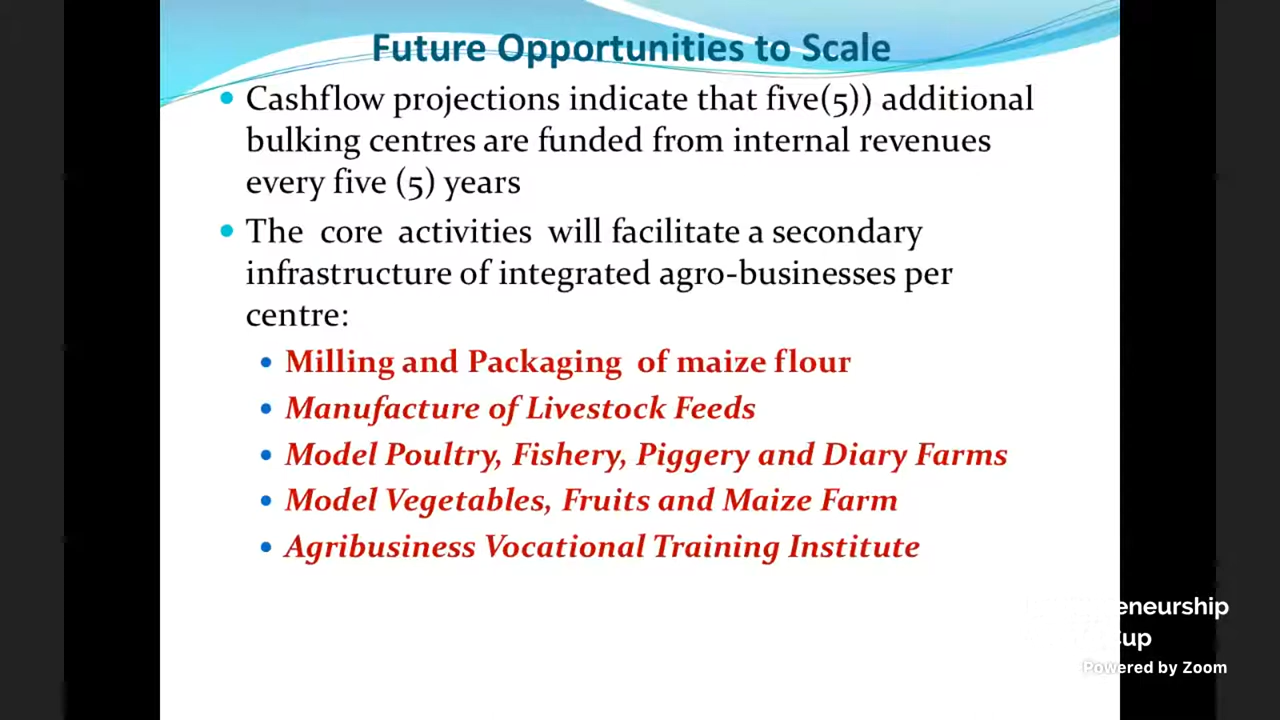 Future Opportunities to Scale
Cashflow projections indicate that five(5)) additional
bulking centres are funded from internal revenues
every five (5) years
The core activities will facilitate a secondary
infrastructure of integrated agro-businesses per
centre:
Milling and Packaging of maize flour
Manufacture of Livestock Feeds
Model Poultry, Fishery, Piggery and Diary Farms
Model Vegetables, Fruits and Maize Farm
Agribusiness Vocational Training Institute
eneurship
up
Powered by Zoom